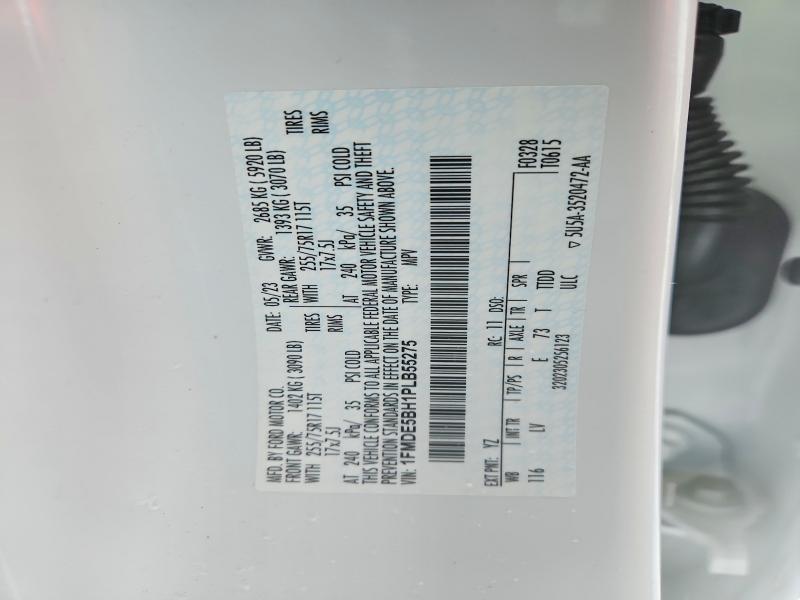 MFD. BY FORD MOTOR CO.
DATE: 05/23 GVWR: 2685 KG ( 5920 LB)
FRONT GAWR: 1402 KG ( 3090 LB) REAR GAWR: 1393 KG ( 3070 LB)
WITH 255/75R17 115T TIRES WITH 255/75R17 115T TIRES
17x7.5J RIMS 17x7.5J RIMS
AT 240 kPa/ 35 PSI COLD AT 240 kPa/ 35 PSI COLD
THIS VEHICLE CONFORMS TO ALL APPLICABLE FEDERAL MOTOR VEHICLE SAFETY AND THEFT
PREVENTION STANDARDS IN EFFECT ON THE DATE OF MANUFACTURE SHOWN ABOVE.
VIN: 1FMDE5BH1PLB55275 TYPE: MPV
EXT PNT: YZ RC: 11 DSO: F0328
WB INT TR TP/PS R AXLE TR SPR T0615
116 LV E 73 T TTDD
ULC
3202305256123
▽ 5U5A-3520472-AA